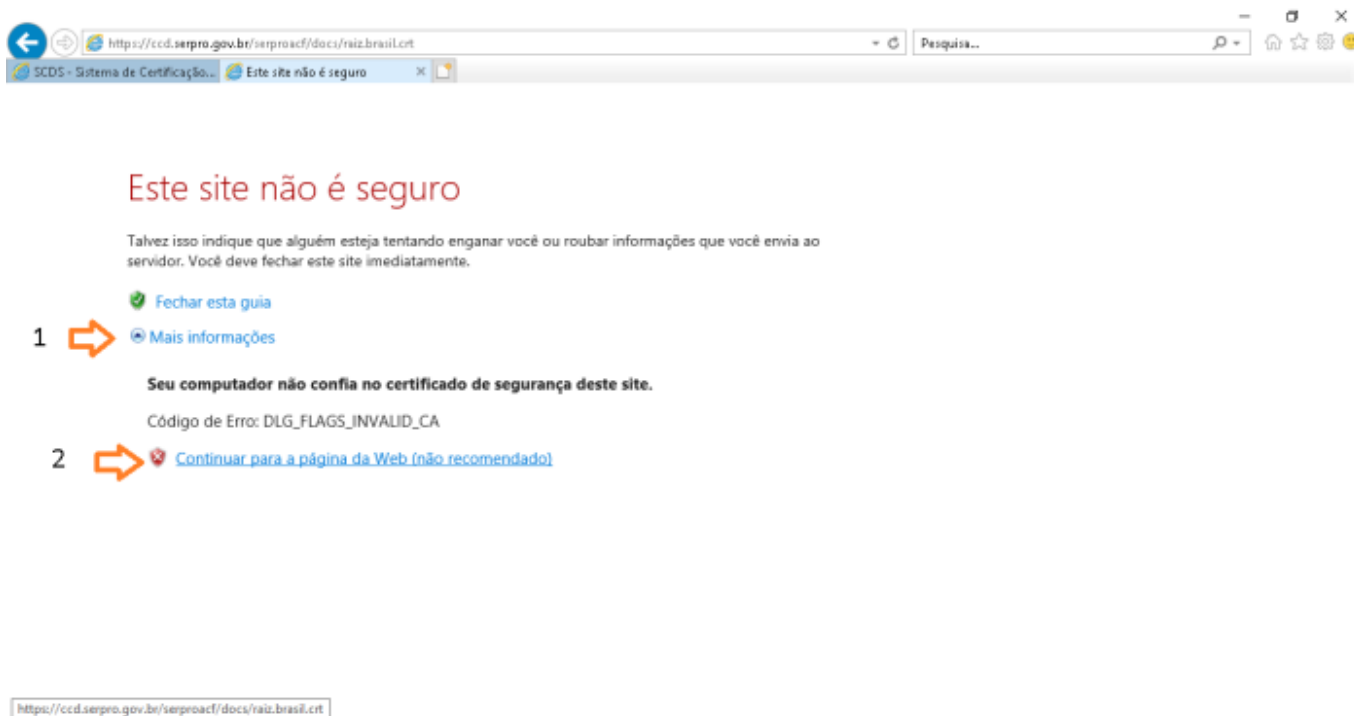 https://ccd.serpro.gov.br/serproacf/docs/raiz.brasil.crt
Pesquisa...
SCDS - Sistema de Certificação...
Este site não é seguro
Este site não é seguro
Talvez isso indique que alguém esteja tentando enganar você ou roubar informações que você envia ao
servidor. Você deve fechar este site imediatamente.
Fechar esta guia
1
Mais informações
Seu computador não confia no certificado de segurança deste site.
Código de Erro: DLG_FLAGS_INVALID_CA
2
Continuar para a página da Web (não recomendado)
https://ccd.serpro.gov.br/serproacf/docs/raiz.brasil.crt